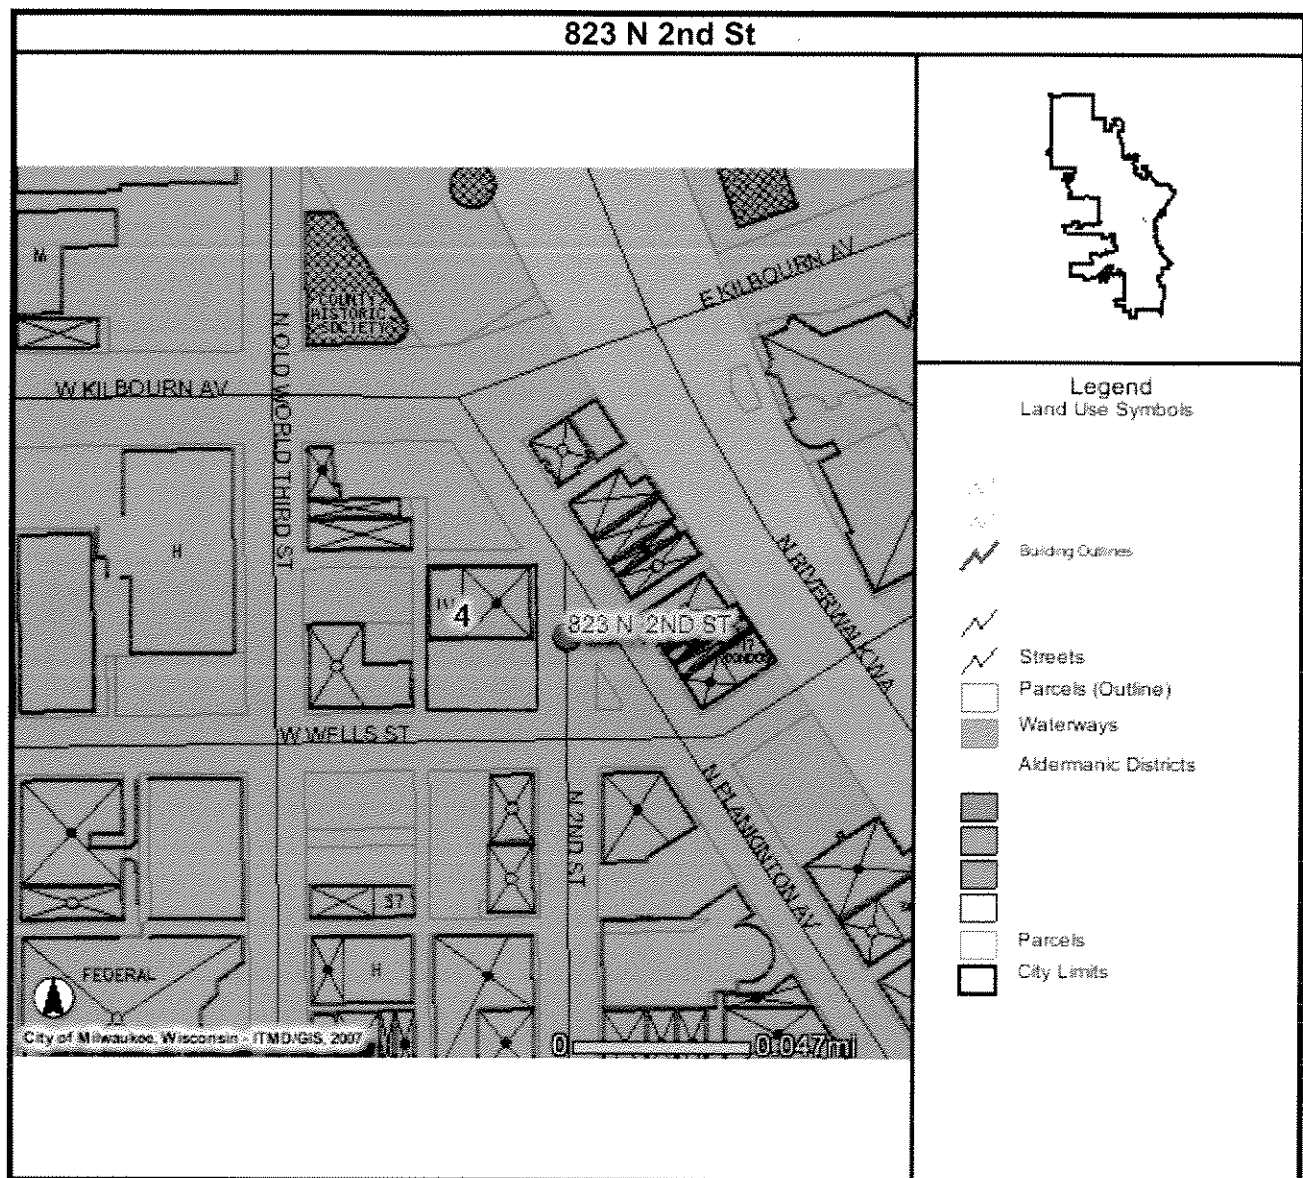 823 N 2nd St
M
COUNTY
HISTORIC
SOCIETY
E KILBOURN AV
W KILBOURN AV
N OLD WORLD THIRD ST
H
N RIVERWALK WA
4
823 N 2ND ST
17
CONDOS
W WELLS ST
N PLANKINTON AV
N 2ND ST
37
FEDERAL
H
City of Milwaukee, Wisconsin - ITMD/GIS, 2007
0 0.047mi
Legend
Land Use Symbols
Building Outlines
Streets
Parcels (Outline)
Waterways
Aldermanic Districts
Parcels
City Limits